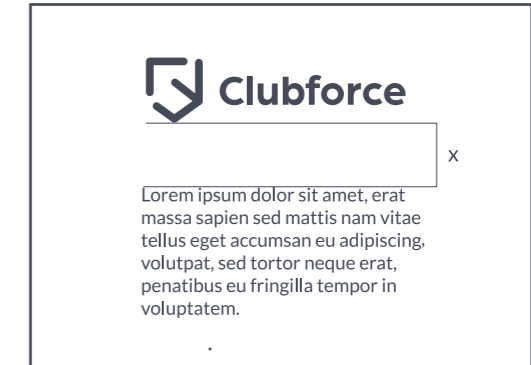 Clubforce
x
Lorem ipsum dolor sit amet, erat
massa sapien sed mattis nam vitae
tellus eget accumsan eu adipiscing,
volutpat, sed tortor neque erat,
penatibus eu fringilla tempor in
voluptatem.
.